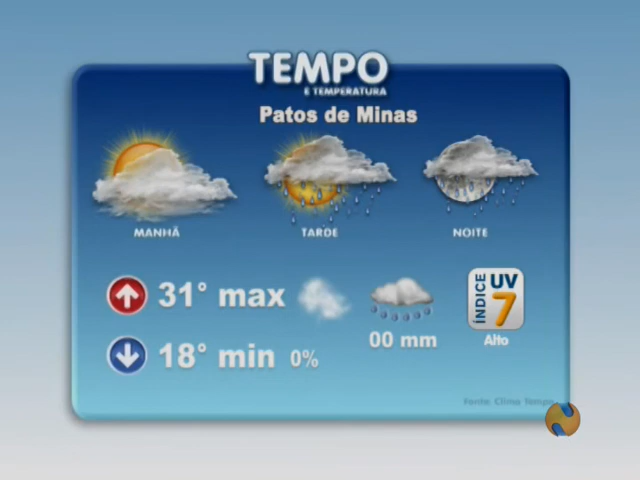 TEMPO
E TEMPERATURA
Patos de Minas
MANHÃ
TARDE
NOITE
31° max
18° min
0%
00 mm
ÍNDICE
UV
7
Alto
Fonte: Clima Tempo